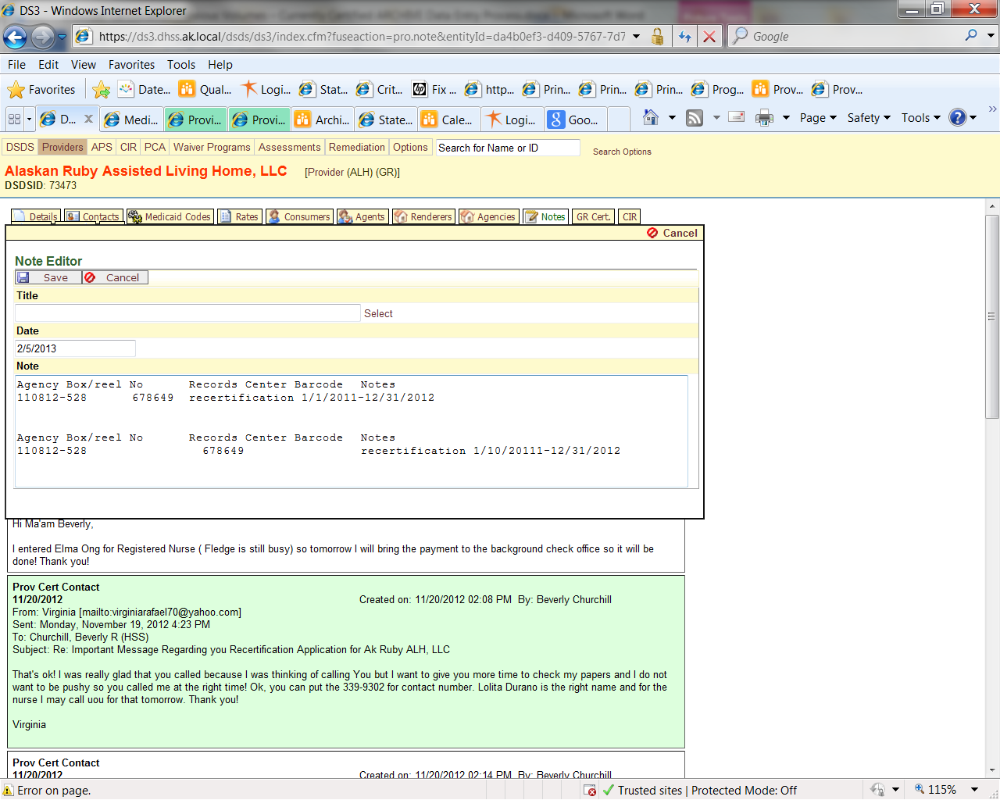 DS3 - Windows Internet Explorer
https://ds3.dhss.ak.local/dsds/ds3/index.cfm?fuseaction=pro.note&entityId=da4b0ef3-d409-5767-7d7
Google
File Edit View Favorites Tools Help
Favorites Date... Qual... Logi... Stat... Crit... Fix ... http... Prin... Prin... Prin... Prog... Prov... Prov...
D... Medi... Provi... Provi... Archi... State... Cale... Logi... Goo... Page Safety Tools
DSDS Providers APS CIR PCA Waiver Programs Assessments Remediation Options Search for Name or ID Search Options
Alaskan Ruby Assisted Living Home, LLC [Provider (ALH) (GR)]
DSDSID: 73473
Details Contacts Medicaid Codes Rates Consumers Agents Renderers Agencies Notes GR Cert. CIR
Cancel
Note Editor
Save Cancel
Title
Select
Date
2/5/2013
Note
Agency Box/reel No Records Center Barcode Notes
110812-528 678649 recertification 1/1/2011-12/31/2012
Agency Box/reel No Records Center Barcode Notes
110812-528 678649 recertification 1/10/20111-12/31/2012
Hi Ma'am Beverly,
I entered Elma Ong for Registered Nurse ( Fledge is still busy) so tomorrow I will bring the payment to the background check office so it will be
done! Thank you!
Prov Cert Contact
11/20/2012 Created on: 11/20/2012 02:08 PM By: Beverly Churchill
From: Virginia [mailto:virginiarafael70@yahoo.com]
Sent: Monday, November 19, 2012 4:23 PM
To: Churchill, Beverly R (HSS)
Subject: Re: Important Message Regarding you Recertification Application for Ak Ruby ALH, LLC
That's ok! I was really glad that you called because I was thinking of calling You but I want to give you more time to check my papers and I do not
want to be pushy so you called me at the right time! Ok, you can put the 339-9302 for contact number. Lolita Durano is the right name and for the
nurse I may call uou for that tomorrow. Thank you!
Virginia
Prov Cert Contact
11/20/2012 Created on: 11/20/2012 02:14 PM By: Beverly Churchill
Error on page. Trusted sites | Protected Mode: Off 115%